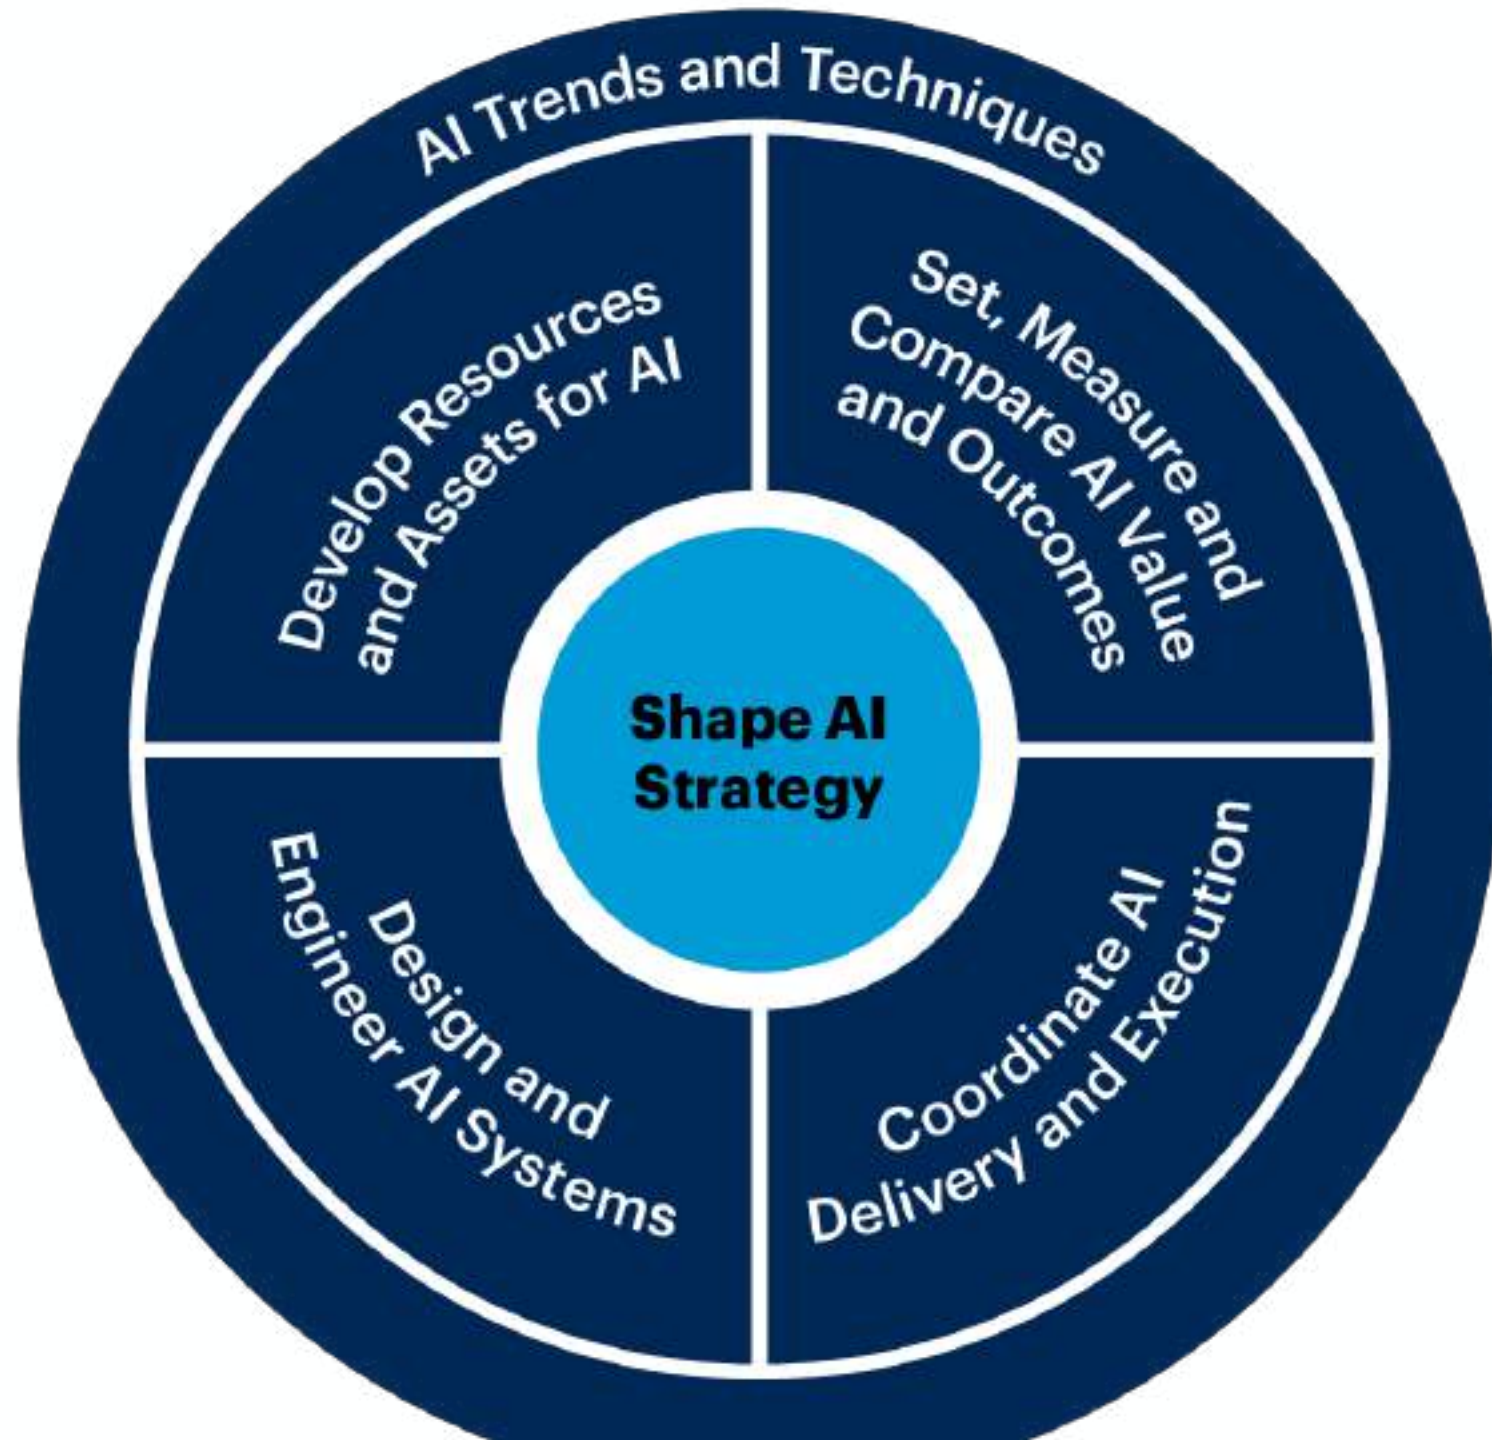 AI Trends and Techniques
Develop Resources
and Assets for AI
Set, Measure and
Compare AI Value
and Outcomes
Shape AI
Strategy
Design and
Engineer AI Systems
Coordinate AI
Delivery and Execution